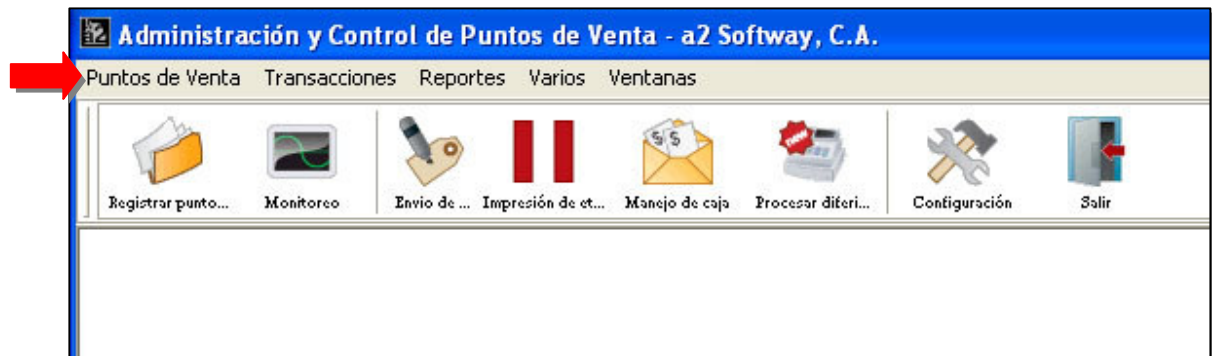 Administración y Control de Puntos de Venta - a2 Softway, C.A.
Puntos de Venta Transacciones Reportes Varios Ventanas
Registrar punto... Monitoreo Envio de ... Impresión de et... Manejo de caja Procesar diferi... Configuración Salir